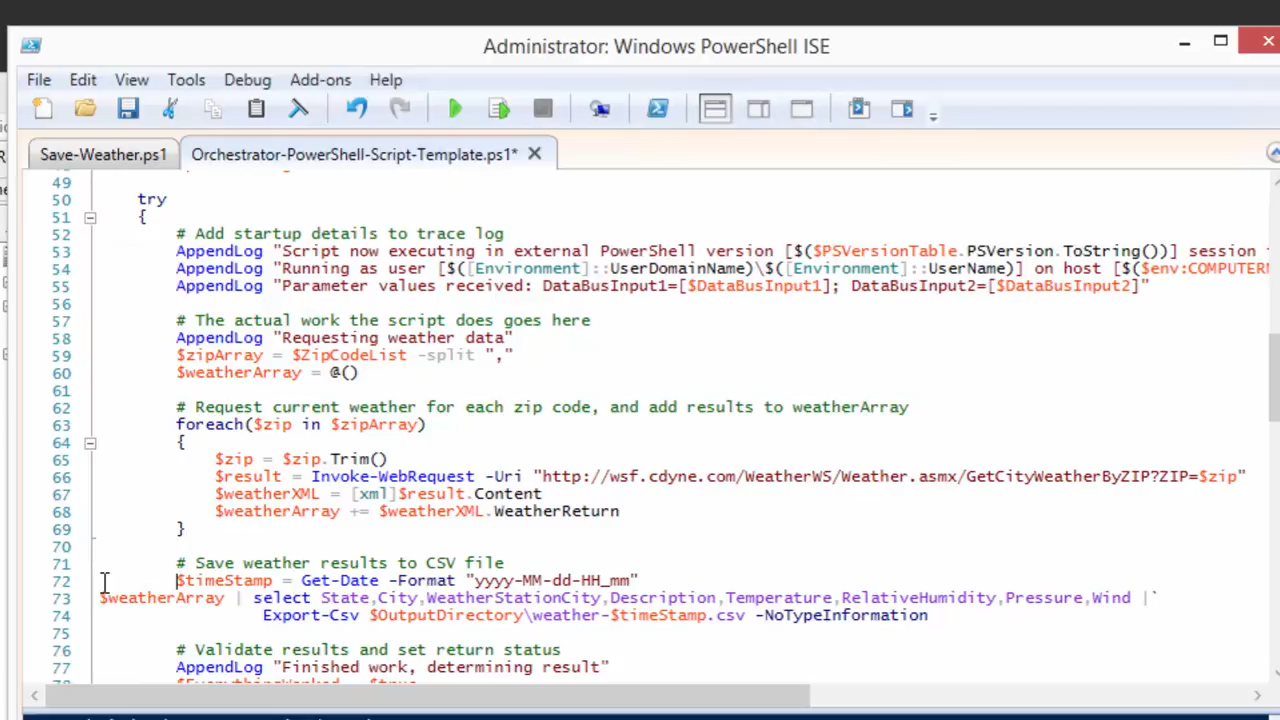 Administrator: Windows PowerShell ISE
File Edit View Tools Debug Add-ons Help
Save-Weather.ps1 Orchestrator-PowerShell-Script-Template.ps1*
49
50 try
51 {
52 # Add startup details to trace log
53 AppendLog "Script now executing in external PowerShell version [$($PSVersionTable.PSVersion.ToString())] session
54 AppendLog "Running as user [$([Environment]::UserDomainName)\$([Environment]::UserName)] on host [$($env:COMPUTERN
55 AppendLog "Parameter values received: DataBusInput1=[$DataBusInput1]; DataBusInput2=[$DataBusInput2]"
56
57 # The actual work the script does goes here
58 AppendLog "Requesting weather data"
59 $zipArray = $ZipCodeList -split ","
60 $weatherArray = @()
61
62 # Request current weather for each zip code, and add results to weatherArray
63 foreach($zip in $zipArray)
64 {
65 $zip = $zip.Trim()
66 $result = Invoke-WebRequest -Uri "http://wsf.cdyne.com/WeatherWS/Weather.asmx/GetCityWeatherByZIP?ZIP=$zip"
67 $weatherXML = [xml]$result.Content
68 $weatherArray += $weatherXML.WeatherReturn
69 }
70
71 # Save weather results to CSV file
72 $timeStamp = Get-Date -Format "yyyy-MM-dd-HH_mm"
73 $weatherArray | select State,City,WeatherStationCity,Description,Temperature,RelativeHumidity,Pressure,Wind |`
74 Export-Csv $OutputDirectory\weather-$timeStamp.csv -NoTypeInformation
75
76 # Validate results and set return status
77 AppendLog "Finished work, determining result"